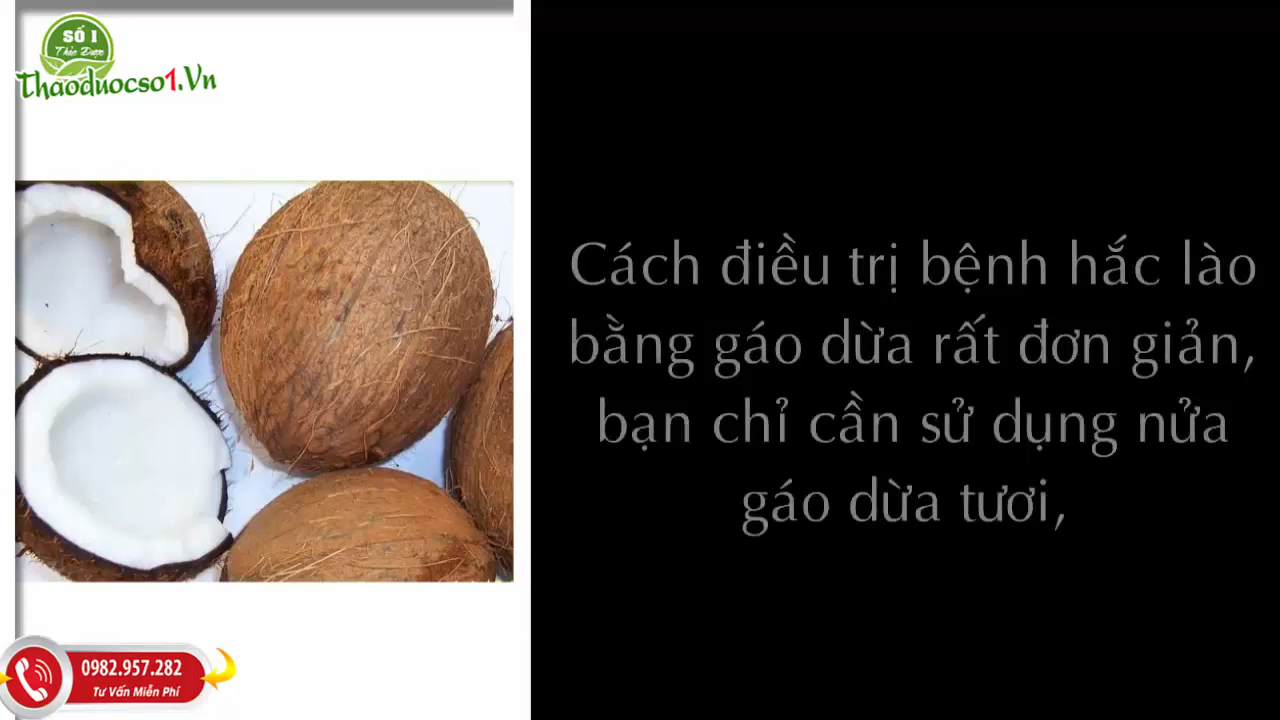 SỐ 1
Thảo Dược
Thaoduocso1.Vn
Cách điều trị bệnh hắc lào
bằng gáo dừa rất đơn giản,
bạn chỉ cần sử dụng nửa
gáo dừa tươi,
0982.957.282
Tư Vấn Miễn Phí